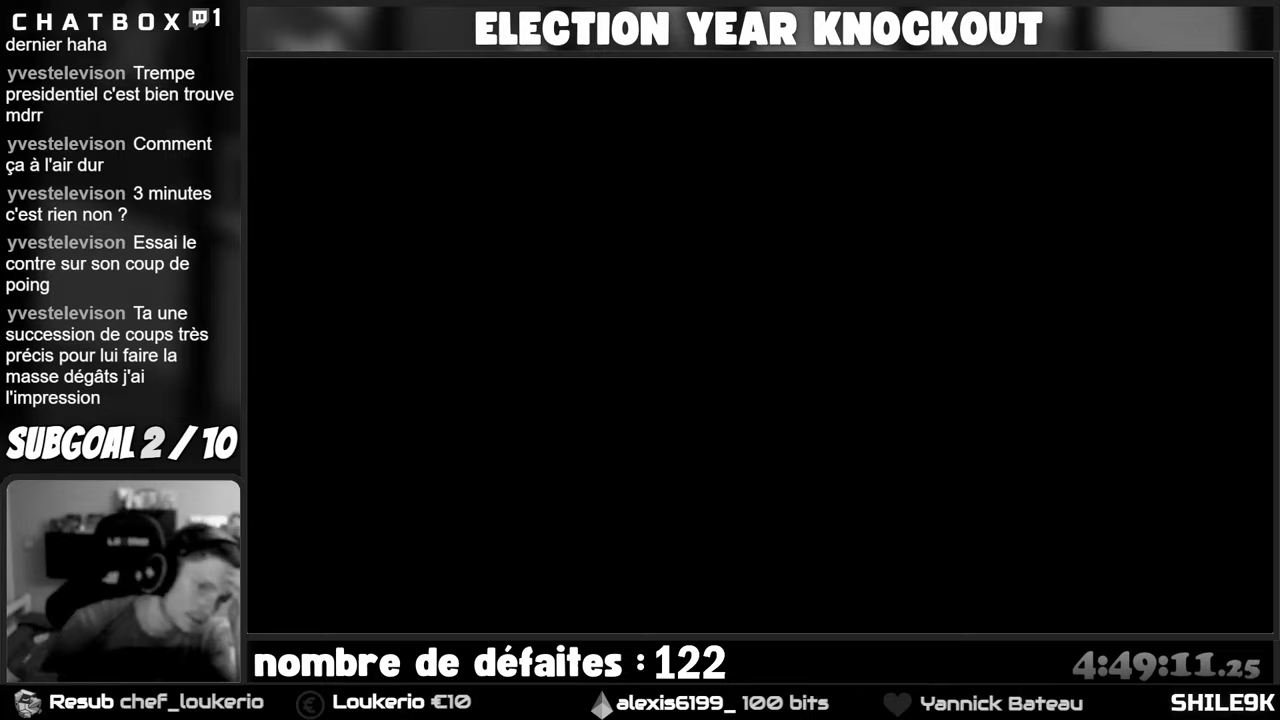 CHATBOX 1
dernier haha
yvestelevison Trempe
presidentiel c'est bien trouve
mdrr
yvestelevison Comment
ça à l'air dur
yvestelevison 3 minutes
c'est rien non ?
yvestelevison Essai le
contre sur son coup de
poing
yvestelevison Ta une
succession de coups très
précis pour lui faire la
masse dégâts j'ai
l'impression
SUBGOAL 2 / 10
ELECTION YEAR KNOCKOUT
nombre de défaites : 122
4:49:11.25
Resub chef_loukerio
Loukerio €10
alexis6199_ 100 bits
Yannick Bateau
SHILE9K